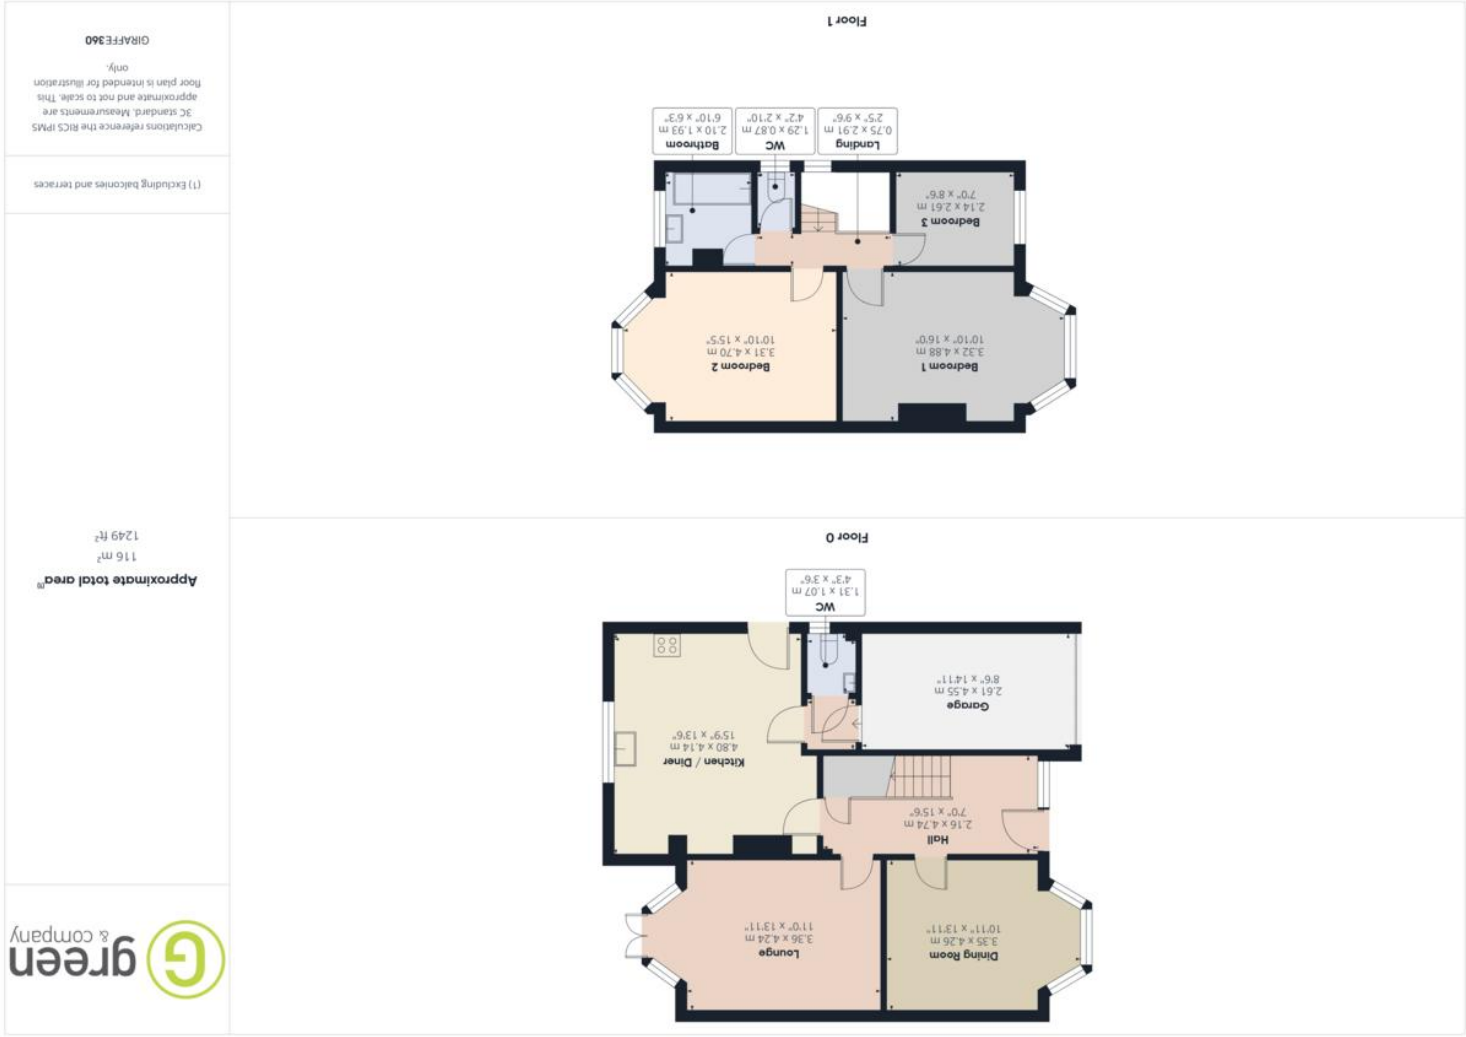 green
& company
Approximate total area(1)
116 m²
1249 ft²
(1) Excluding balconies and terraces
Calculations reference the RICS IPMS
3C standard. Measurements are
approximate and not to scale. This
floor plan is intended for illustration
only.
GIRAFFE360
Dining Room
3.35 x 4.26 m
10'11" x 13'11"
Lounge
3.36 x 4.24 m
11'0" x 13'11"
Hall
2.16 x 4.74 m
7'0" x 15'6"
Kitchen / Diner
4.80 x 4.14 m
15'9" x 13'6"
Garage
2.61 x 4.55 m
8'6" x 14'11"
WC
1.31 x 1.07 m
4'3" x 3'6"
Floor 0
Bedroom 1
3.32 x 4.88 m
10'10" x 16'0"
Bedroom 2
3.31 x 4.70 m
10'10" x 15'5"
Bedroom 3
2.14 x 2.61 m
7'0" x 8'6"
Landing
0.75 x 2.91 m
2'5" x 9'6"
WC
1.29 x 0.87 m
4'2" x 2'10"
Bathroom
2.10 x 1.93 m
6'10" x 6'3"
Floor 1